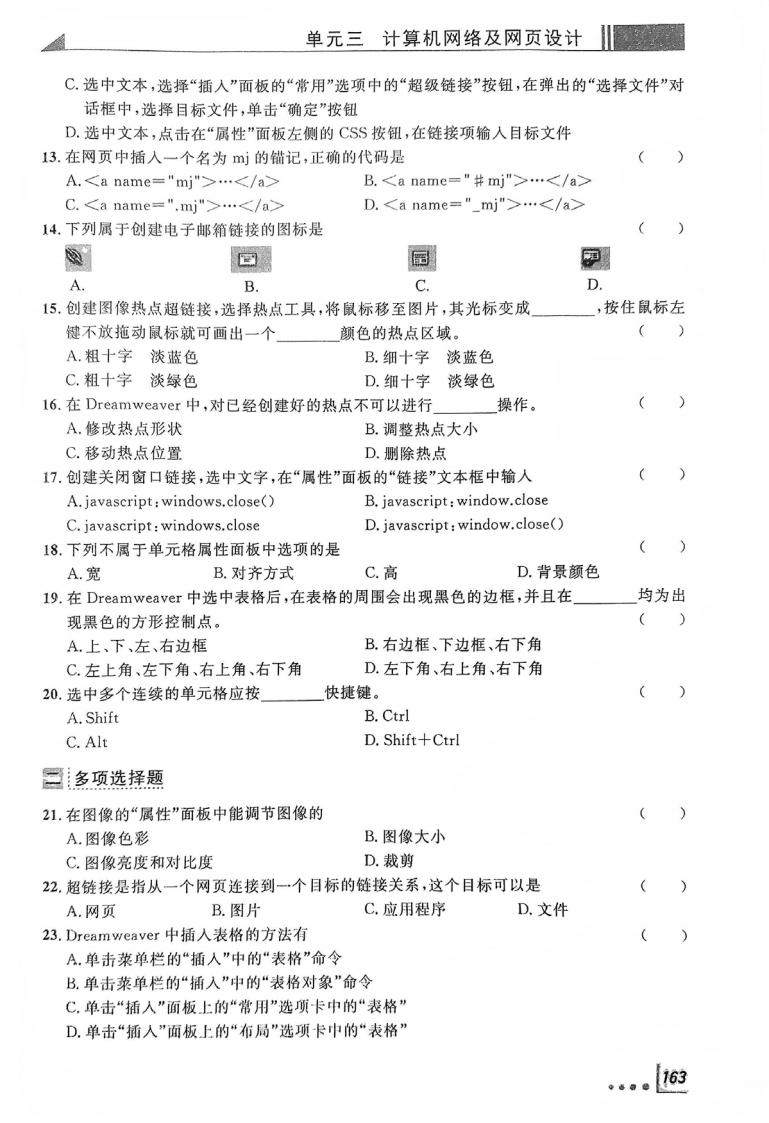 单元三 计算机网络及网页设计
C. 选中文本,选择“插入”面板的“常用”选项中的“超级链接”按钮,在弹出的“选择文件”对
话框中,选择目标文件,单击“确定”按钮
D. 选中文本,点击在“属性”面板左侧的 CSS 按钮,在链接项输入目标文件
13. 在网页中插入一个名为 mj 的错记,正确的代码是 ( )
A. <a name="mj">…</a> B. <a name="#mj">…</a>
C. <a name=".mj">…</a> D. <a name="_mj">…</a>
14. 下列属于创建电子邮箱链接的图标是 ( )
A. B. C. D.
15. 创建图像热点超链接,选择热点工具,将鼠标移至图片,其光标变成______,按住鼠标左
键不放拖动鼠标就可画出一个______颜色的热点区域。 ( )
A. 粗十字 淡蓝色 B. 细十字 淡蓝色
C. 粗十字 淡绿色 D. 细十字 淡绿色
16. 在 Dreamweaver 中,对已经创建好的热点不可以进行______操作。 ( )
A. 修改热点形状 B. 调整热点大小
C. 移动热点位置 D. 删除热点
17. 创建关闭窗口链接,选中文字,在“属性”面板的“链接”文本框中输入 ( )
A. javascript:windows.close() B. javascript:window.close
C. javascript:windows.close D. javascript:window.close()
18. 下列不属于单元格属性面板中选项的是 ( )
A. 宽 B. 对齐方式 C. 高 D. 背景颜色
19. 在 Dreamweaver 中选中表格后,在表格的周围会出现黑色的边框,并且在______均为出
现黑色的方形控制点。 ( )
A. 上、下、左、右边框 B. 右边框、下边框、右下角
C. 左上角、左下角、右上角、右下角 D. 左下角、右上角、右下角
20. 选中多个连续的单元格应按______快捷键。 ( )
A. Shift B. Ctrl
C. Alt D. Shift+Ctrl
二 多项选择题
21. 在图像的“属性”面板中能调节图像的 ( )
A. 图像色彩 B. 图像大小
C. 图像亮度和对比度 D. 裁剪
22. 超链接是指从一个网页连接到一个目标的链接关系,这个目标可以是 ( )
A. 网页 B. 图片 C. 应用程序 D. 文件
23. Dreamweaver 中插入表格的方法有 ( )
A. 单击菜单栏的“插入”中的“表格”命令
B. 单击菜单栏的“插入”中的“表格对象”命令
C. 单击“插入”面板上的“常用”选项卡中的“表格”
D. 单击“插入”面板上的“布局”选项卡中的“表格”
163